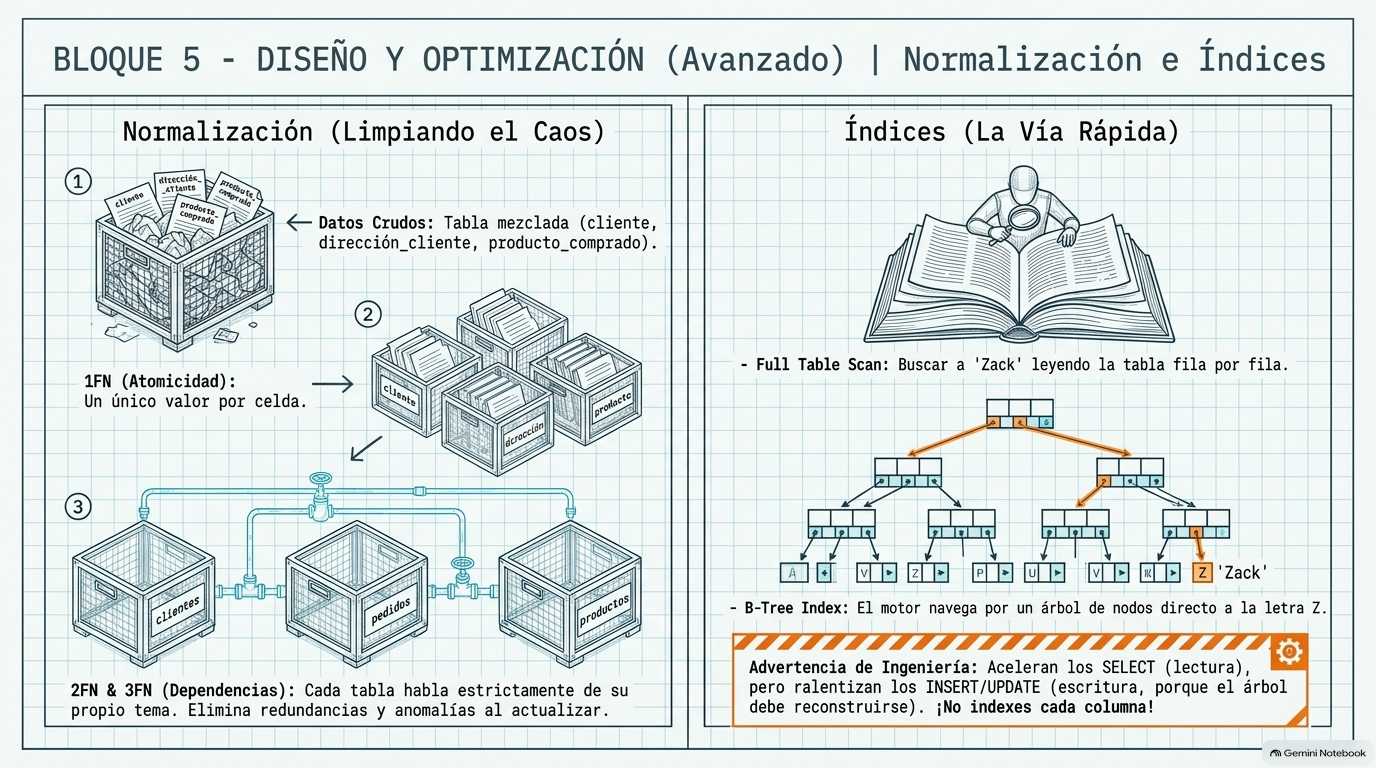 BLOQUE 5 - DISEÑO Y OPTIMIZACIÓN (Avanzado) | Normalización e Índices
Normalización (Limpiando el Caos)
1
cliente
dirección_
producto_
comprado
Datos Crudos: Tabla mezclada (cliente,
dirección_cliente, producto_comprado).
2
cliente
producto
1FN (Atomicidad):
Un único valor por celda.
3
clientes
pedidos
productos
2FN & 3FN (Dependencias): Cada tabla habla estrictamente de su
propio tema. Elimina redundancias y anomalías al actualizar.
Índices (La Vía Rápida)
- Full Table Scan: Buscar a 'Zack' leyendo la tabla fila por fila.
A
V
Z
P
U
V
Z 'Zack'
- B-Tree Index: El motor navega por un árbol de nodos directo a la letra Z.
Advertencia de Ingeniería: Aceleran los SELECT (lectura),
pero ralentizan los INSERT/UPDATE (escritura, porque el árbol
debe reconstruirse). ¡No indexes cada columna!
Gemini Notebook